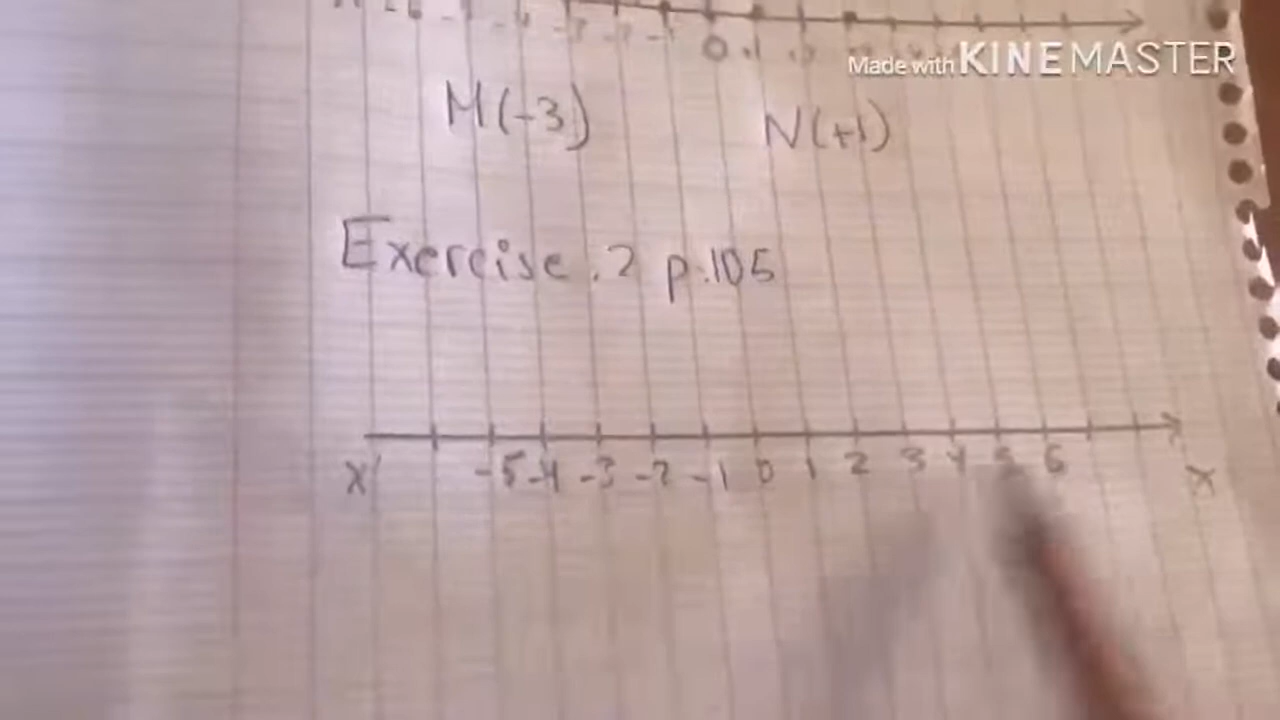 0
Made with KINEMASTER
M(-3) N(+1)
Exercise.2 p.105
x' -5 -4 -3 -2 -1 0 1 2 3 4 5 6 x